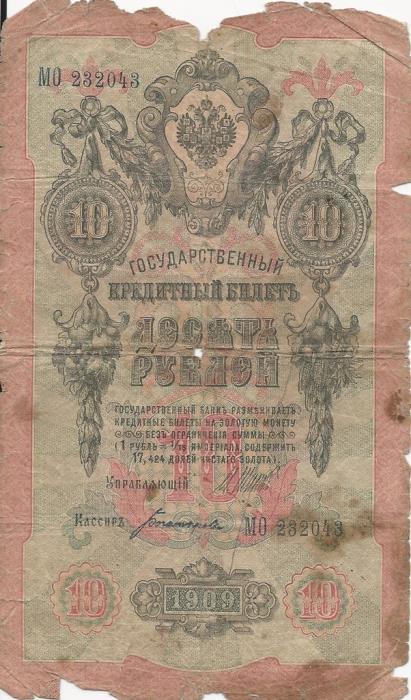 МО 232043
10 10
ГОСУДАРСТВЕННЫЙ
КРЕДИТНЫЙ БИЛЕТЪ
ДЕСЯТЬ
РУБЛЕЙ
ГОСУДАРСТВЕННЫЙ БАНКЪ РАЗМѢНИВАЕТЪ
КРЕДИТНЫЕ БИЛЕТЫ НА ЗОЛОТУЮ МОНЕТУ
БЕЗЪ ОГРАНИЧЕНІЯ СУММЫ
(1 РУБЛЬ = 1/15 ИМПЕРІАЛА, СОДЕРЖИТЪ
17,424 ДОЛЕЙ ЧИСТАГО ЗОЛОТА).
10
УПРАВЛЯЮЩІЙ
КАССИРЪ
МО 232043
10 1909 10